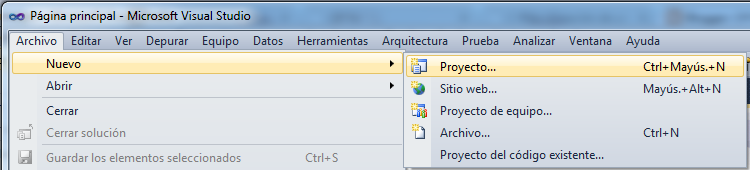 Página principal - Microsoft Visual Studio
Archivo Editar Ver Depurar Equipo Datos Herramientas Arquitectura Prueba Analizar Ventana Ayuda
Nuevo
Abrir
Cerrar
Cerrar solución
Guardar los elementos seleccionados Ctrl+S
Proyecto... Ctrl+Mayús.+N
Sitio web... Mayús.+Alt+N
Proyecto de equipo...
Archivo... Ctrl+N
Proyecto del código existente...